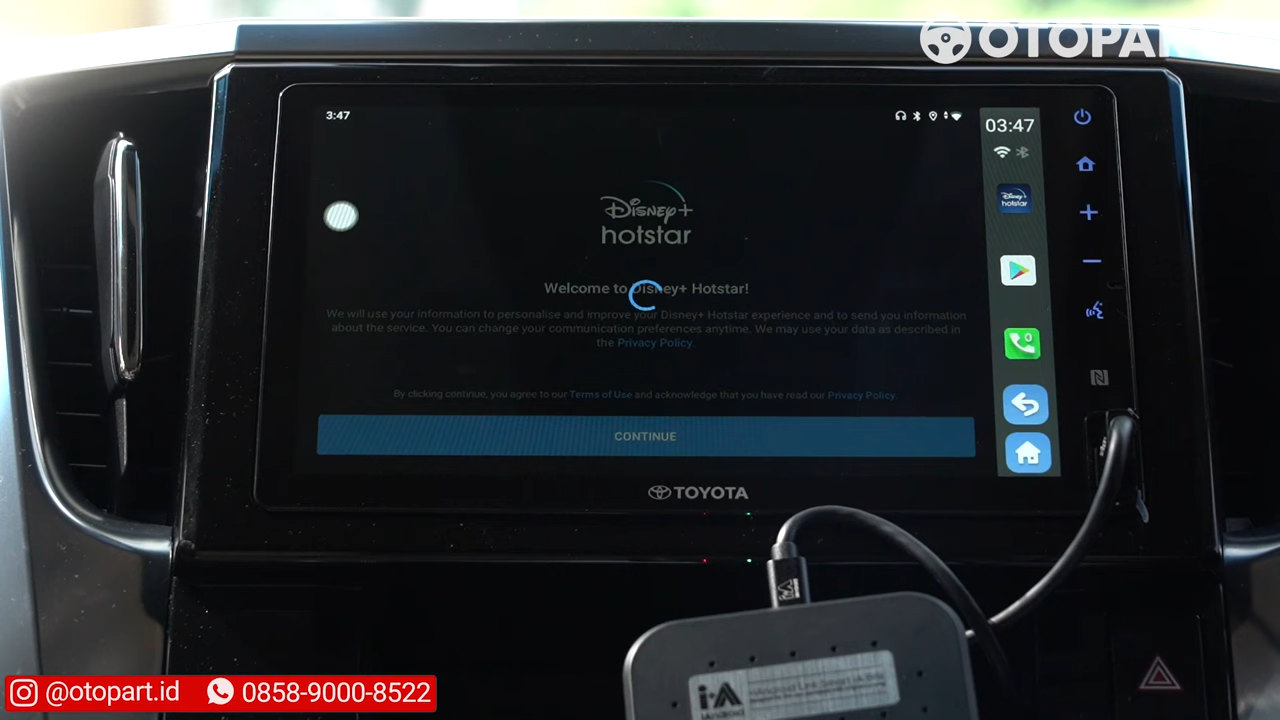 OTOPA
3:47
03:47
Disney+
hotstar
Disney+
hotstar
Welcome to Disney+ Hotstar!
We will use your information to personalise and improve your Disney+ Hotstar experience and to send you information
about the service. You can change your communication preferences anytime. We may use your data as described in
the Privacy Policy.
By clicking continue, you agree to our Terms of Use and acknowledge that you have read our Privacy Policy.
CONTINUE
TOYOTA
@otopart.id 0858-9000-8522